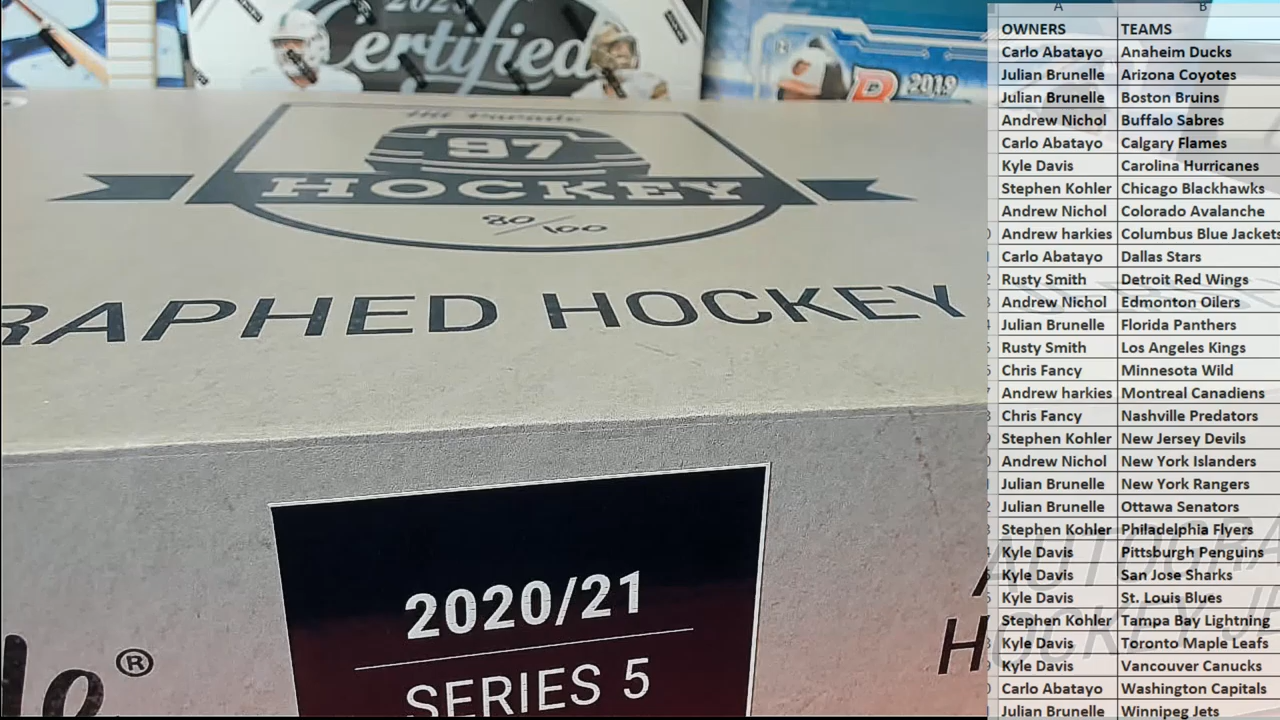 2020
Certified
B 2019
Hit Parade
97
HOCKEY
80/100
RAPHED HOCKEY
2020/21
SERIES 5
®
A B
OWNERS TEAMS
Carlo Abatayo Anaheim Ducks
Julian Brunelle Arizona Coyotes
Julian Brunelle Boston Bruins
Andrew Nichol Buffalo Sabres
Carlo Abatayo Calgary Flames
Kyle Davis Carolina Hurricanes
Stephen Kohler Chicago Blackhawks
Andrew Nichol Colorado Avalanche
Andrew harkies Columbus Blue Jackets
Carlo Abatayo Dallas Stars
Rusty Smith Detroit Red Wings
Andrew Nichol Edmonton Oilers
Julian Brunelle Florida Panthers
Rusty Smith Los Angeles Kings
Chris Fancy Minnesota Wild
Andrew harkies Montreal Canadiens
Chris Fancy Nashville Predators
Stephen Kohler New Jersey Devils
Andrew Nichol New York Islanders
Julian Brunelle New York Rangers
Julian Brunelle Ottawa Senators
Stephen Kohler Philadelphia Flyers
Kyle Davis Pittsburgh Penguins
Kyle Davis San Jose Sharks
Kyle Davis St. Louis Blues
Stephen Kohler Tampa Bay Lightning
Kyle Davis Toronto Maple Leafs
Kyle Davis Vancouver Canucks
Carlo Abatayo Washington Capitals
Julian Brunelle Winnipeg Jets